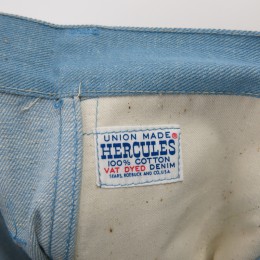 UNION MADE
HERCULES®
100% COTTON
VAT DYED DENIM
SEARS, ROEBUCK AND CO. U.S.A.